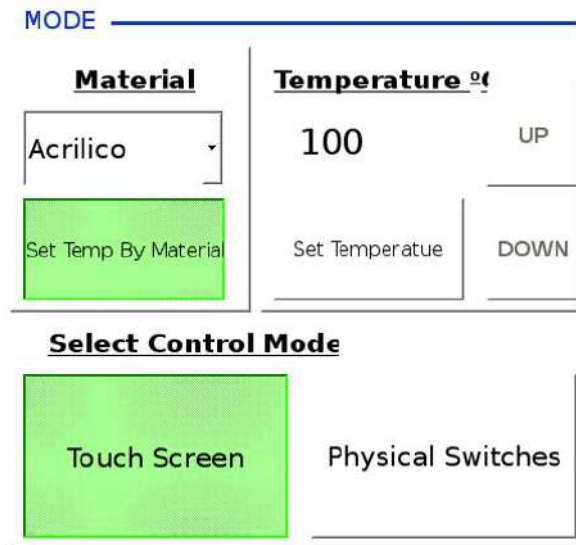 MODE
Material
Temperature º
Acrilico
100
UP
Set Temp By Material
Set Temperatue
DOWN
Select Control Mode
Touch Screen
Physical Switches